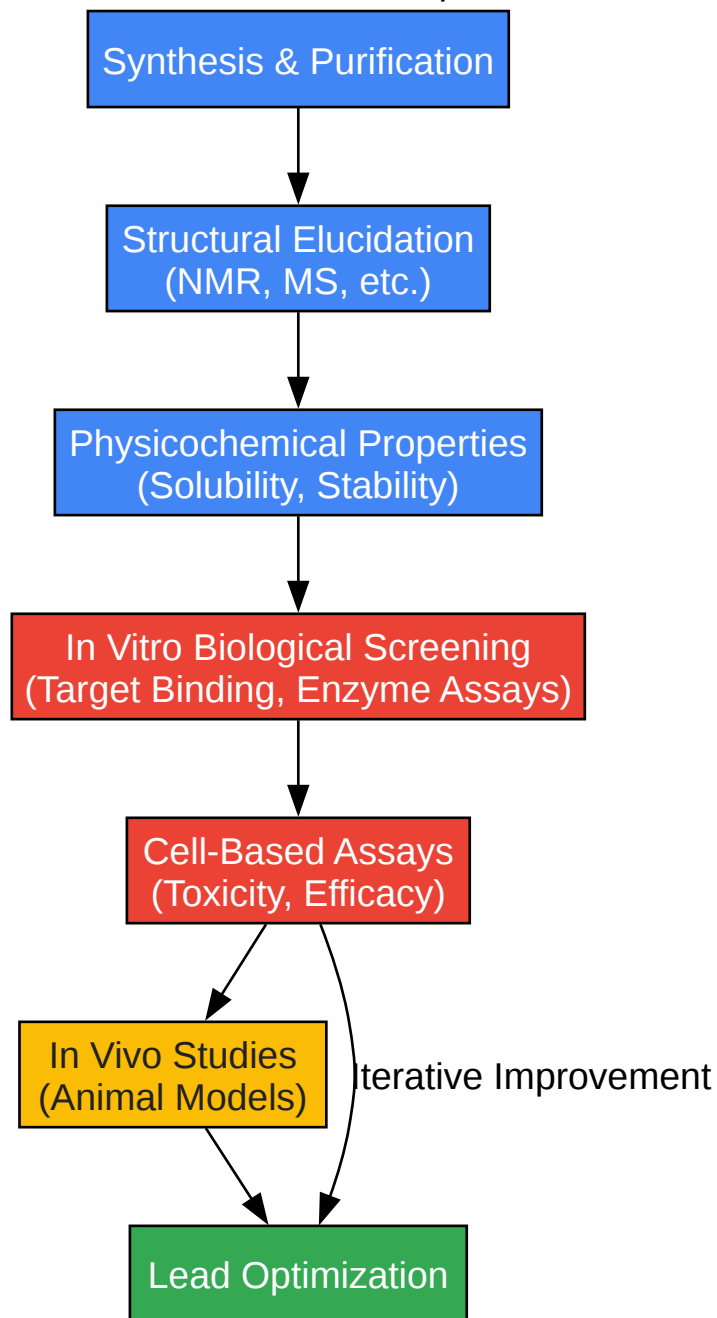 Synthesis & Purification
Structural Elucidation
(NMR, MS, etc.)
Physicochemical Properties
(Solubility, Stability)
In Vitro Biological Screening
(Target Binding, Enzyme Assays)
Cell-Based Assays
(Toxicity, Efficacy)
In Vivo Studies
(Animal Models)
Iterative Improvement
Lead Optimization